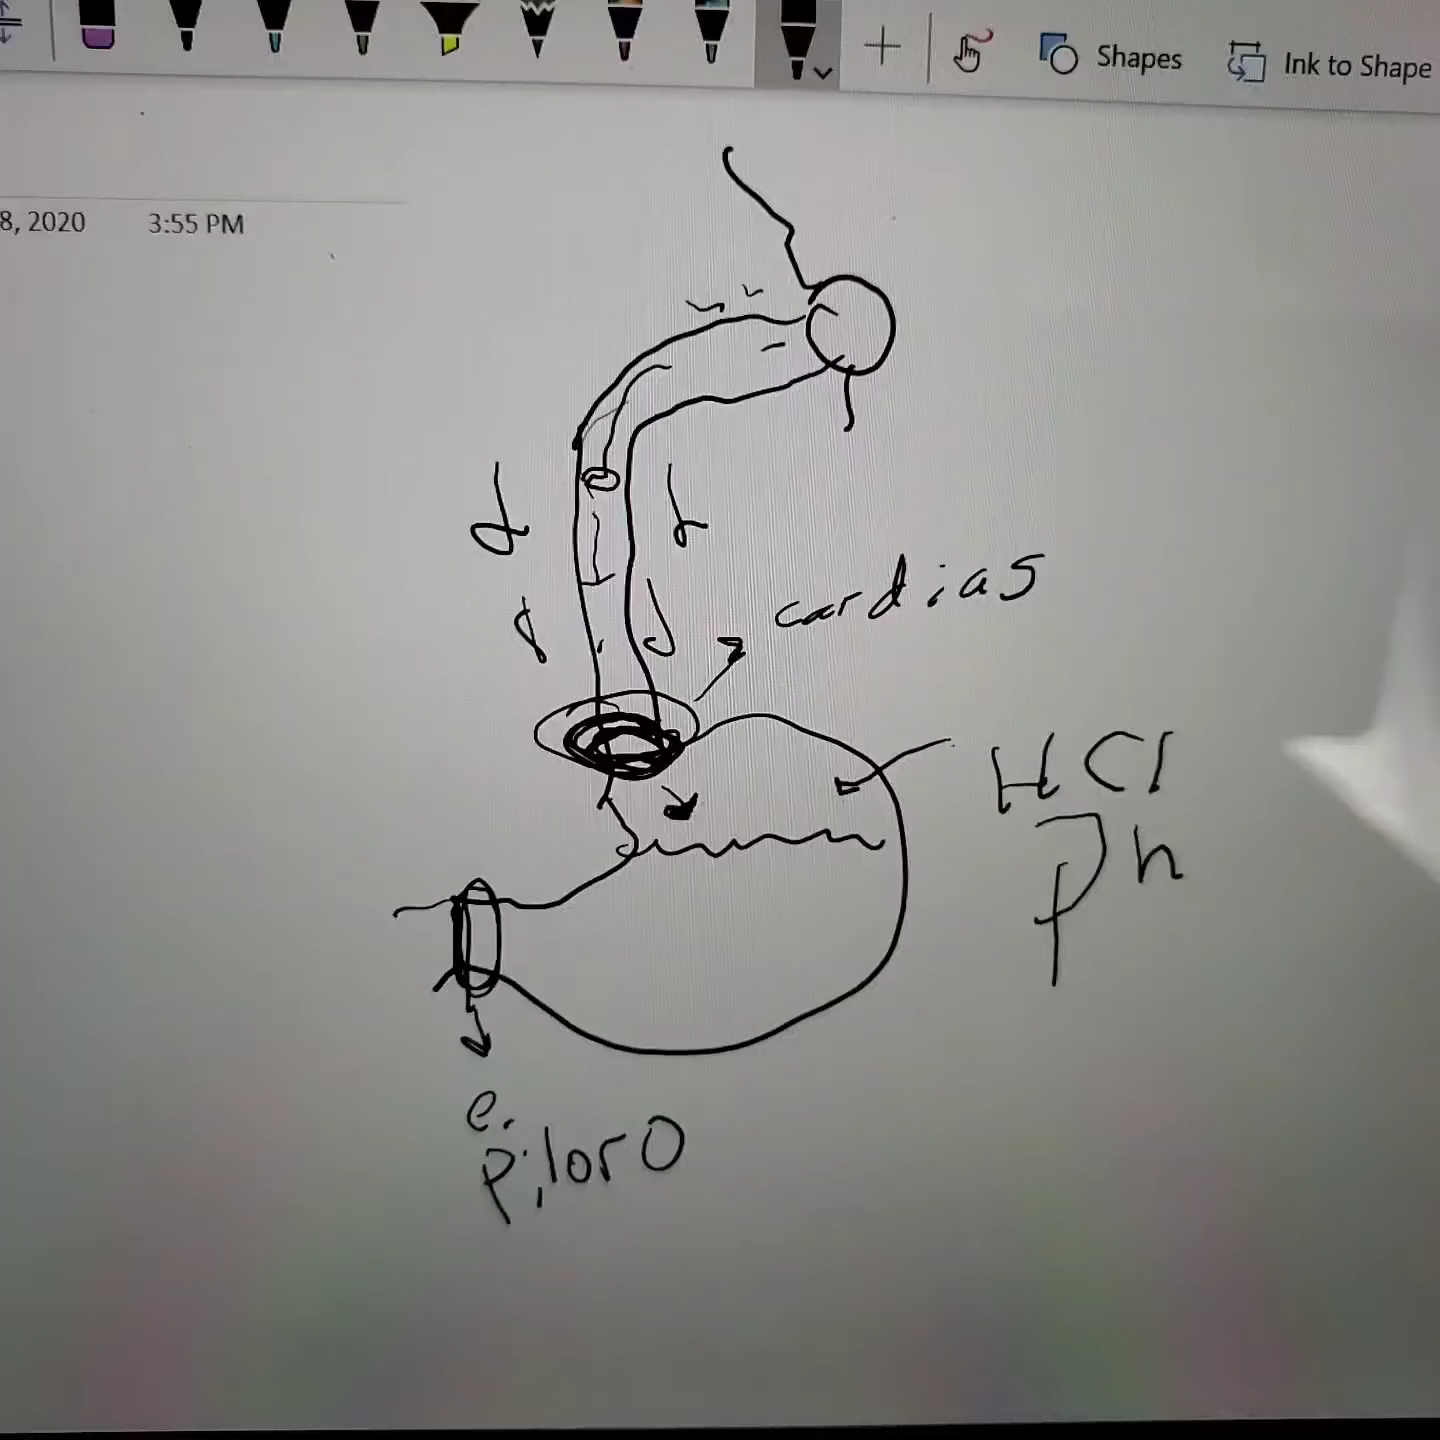 Shapes
Ink to Shape
8, 2020 3:55 PM
cardias
HCl
Ph
e.
piloro